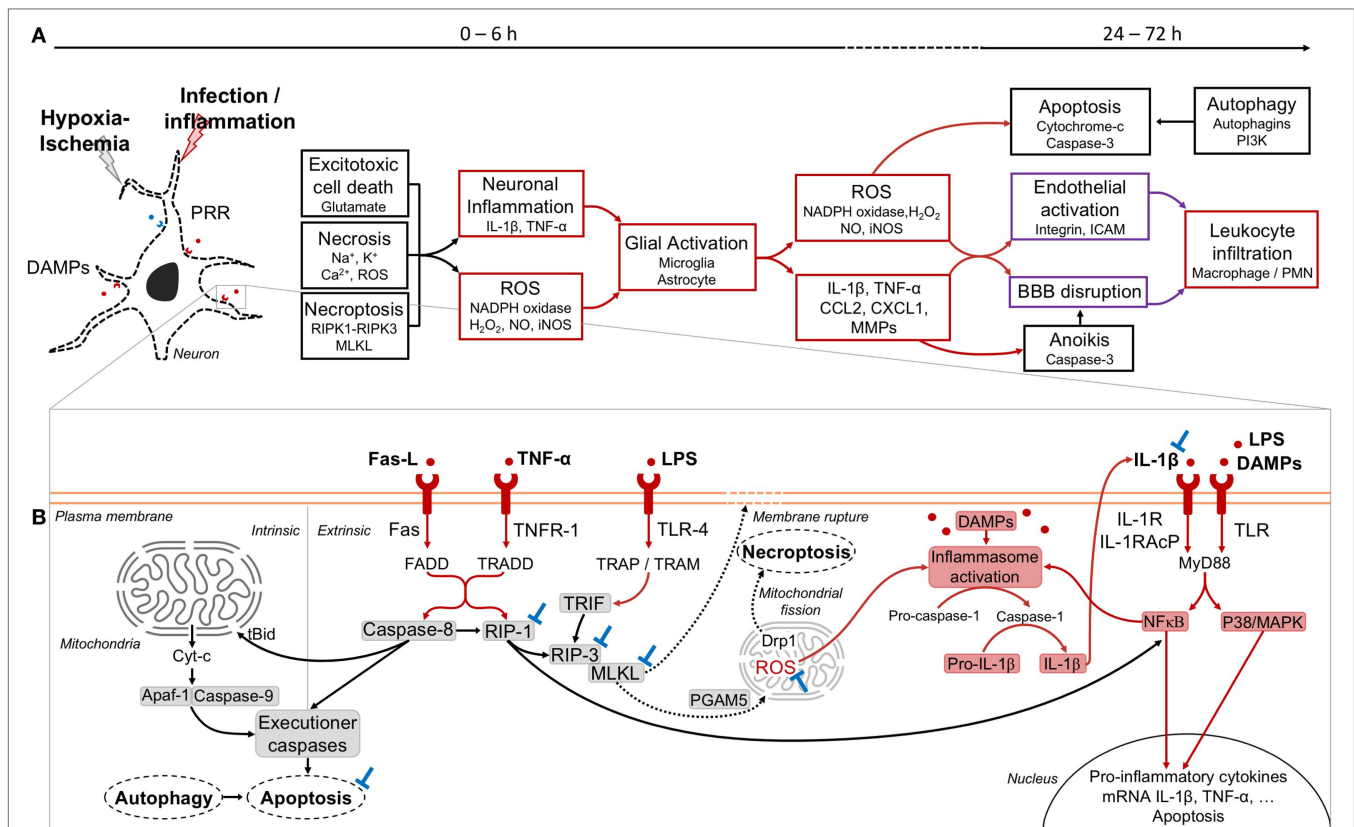 A
0 – 6 h
24 – 72 h
Hypoxia-
Ischemia
Infection /
inflammation
PRR
DAMPs
Neuron
Excitotoxic
cell death
Glutamate
Necrosis
Na⁺, K⁺
Ca²⁺, ROS
Necroptosis
RIPK1-RIPK3
MLKL
Neuronal
Inflammation
IL-1β, TNF-α
ROS
NADPH oxidase
H₂O₂, NO, iNOS
Glial Activation
Microglia
Astrocyte
ROS
NADPH oxidase,H₂O₂
NO, iNOS
IL-1β, TNF-α
CCL2, CXCL1,
MMPs
Apoptosis
Cytochrome-c
Caspase-3
Autophagy
Autophagins
PI3K
Endothelial
activation
Integrin, ICAM
BBB disruption
Anoikis
Caspase-3
Leukocyte
infiltration
Macrophage / PMN
B
Plasma membrane
Intrinsic
Extrinsic
Fas-L
TNF-α
LPS
IL-1β
LPS
DAMPs
Fas
TNFR-1
TLR-4
FADD
TRADD
TRAP / TRAM
TRIF
Caspase-8
RIP-1
RIP-3
MLKL
PGAM5
Mitochondria
tBid
Cyt-c
Apaf-1
Caspase-9
Executioner
caspases
Autophagy
Apoptosis
Membrane rupture
Necroptosis
Mitochondrial
fission
Drp1
ROS
DAMPs
Inflammasome
activation
Pro-caspase-1
Caspase-1
Pro-IL-1β
IL-1β
IL-1R
IL-1RAcP
TLR
MyD88
NFκB
P38/MAPK
Nucleus
Pro-inflammatory cytokines
mRNA IL-1β, TNF-α, …
Apoptosis